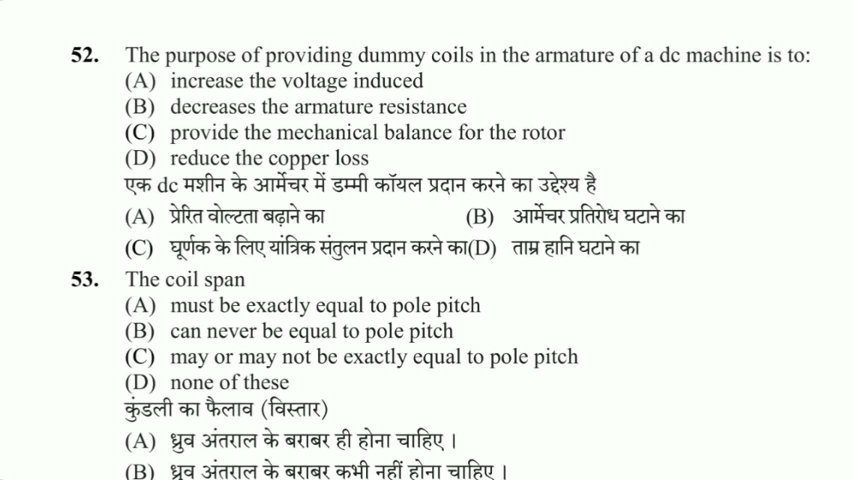 52. The purpose of providing dummy coils in the armature of a dc machine is to:
(A) increase the voltage induced
(B) decreases the armature resistance
(C) provide the mechanical balance for the rotor
(D) reduce the copper loss
एक dc मशीन के आर्मेचर में डम्मी कॉयल प्रदान करने का उद्देश्य है
(A) प्रेरित वोल्टता बढ़ाने का (B) आर्मेचर प्रतिरोध घटाने का
(C) घूर्णक के लिए यांत्रिक संतुलन प्रदान करने का(D) ताम्र हानि घटाने का
53. The coil span
(A) must be exactly equal to pole pitch
(B) can never be equal to pole pitch
(C) may or may not be exactly equal to pole pitch
(D) none of these
कुंडली का फैलाव (विस्तार)
(A) ध्रुव अंतराल के बराबर ही होना चाहिए ।
(B) ध्रुव अंतराल के बराबर कभी नहीं होना चाहिए ।